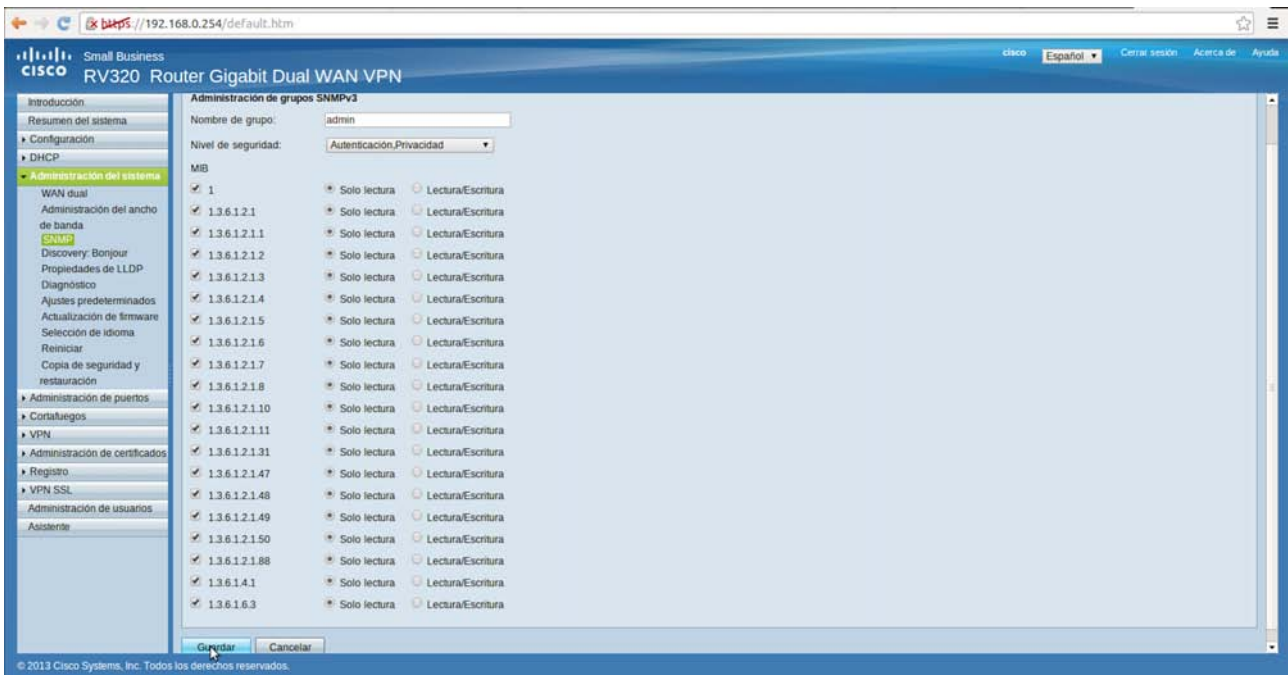 https://192.168.0.254/default.htm
Small Business
cisco
RV320 Router Gigabit Dual WAN VPN
cisco
Español
Cerrar sesión
Acerca de
Ayuda
Introducción
Resumen del sistema
Configuración
DHCP
Administración del sistema
WAN dual
Administración del ancho
de banda
SNMP
Discovery: Bonjour
Propiedades de LLDP
Diagnóstico
Ajustes predeterminados
Actualización de firmware
Selección de idioma
Reiniciar
Copia de seguridad y
restauración
Administración de puertos
Cortafuegos
VPN
Administración de certificados
Registro
VPN SSL
Administración de usuarios
Asistente
Administración de grupos SNMPv3
Nombre de grupo: admin
Nivel de seguridad: Autenticación,Privacidad
MIB
1 Solo lectura Lectura/Escritura
1.3.6.1.2.1 Solo lectura Lectura/Escritura
1.3.6.1.2.1.1 Solo lectura Lectura/Escritura
1.3.6.1.2.1.2 Solo lectura Lectura/Escritura
1.3.6.1.2.1.3 Solo lectura Lectura/Escritura
1.3.6.1.2.1.4 Solo lectura Lectura/Escritura
1.3.6.1.2.1.5 Solo lectura Lectura/Escritura
1.3.6.1.2.1.6 Solo lectura Lectura/Escritura
1.3.6.1.2.1.7 Solo lectura Lectura/Escritura
1.3.6.1.2.1.8 Solo lectura Lectura/Escritura
1.3.6.1.2.1.10 Solo lectura Lectura/Escritura
1.3.6.1.2.1.11 Solo lectura Lectura/Escritura
1.3.6.1.2.1.31 Solo lectura Lectura/Escritura
1.3.6.1.2.1.47 Solo lectura Lectura/Escritura
1.3.6.1.2.1.48 Solo lectura Lectura/Escritura
1.3.6.1.2.1.49 Solo lectura Lectura/Escritura
1.3.6.1.2.1.50 Solo lectura Lectura/Escritura
1.3.6.1.2.1.88 Solo lectura Lectura/Escritura
1.3.6.1.4.1 Solo lectura Lectura/Escritura
1.3.6.1.6.3 Solo lectura Lectura/Escritura
Guardar
Cancelar
© 2013 Cisco Systems, Inc. Todos los derechos reservados.